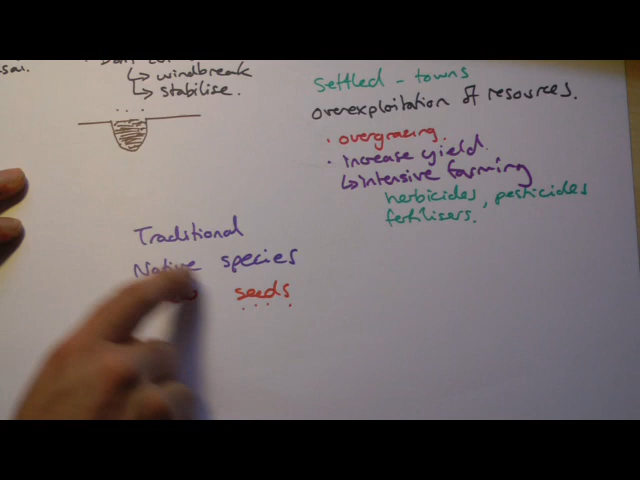 sai.
windbreak
stabilise.
Traditional
Native species
seeds
Settled - towns
overexploitation of resources.
• overgrazing.
• increase yield.
intensive farming
herbicides, pesticides
fertilisers.